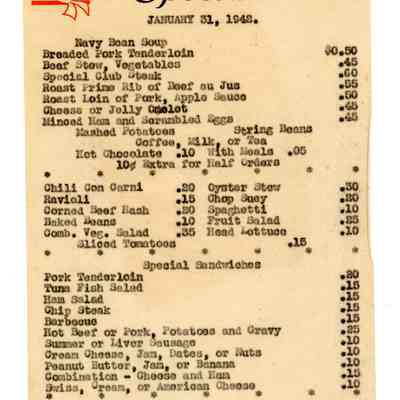 JANUARY 31, 1942.
Navy Bean Soup
Breaded Pork Tenderloin $0.50
Beef Stew, Vegetables .45
Special Club Steak .60
Roast Prime Rib of Beef au Jus .55
Roast Loin of Pork, Apple Sauce .50
Cheese or Jelly Omelet .45
Minced Ham and Scrambled Eggs .45
Mashed Potatoes String Beans
Coffee, Milk, or Tea
Hot Chocolate .10 With Meals .05
10¢ Extra for Half Orders
* * * * * * *
Chili Con Carni .20 Oyster Stew .30
Ravioli .15 Chop Suey .20
Corned Beef Hash .20 Spaghetti .10
Baked Beans .10 Fruit Salad .35
Comb. Veg. Salad .35 Head Lettuce .10
Sliced Tomatoes .15
* * * * * * *
Special Sandwiches
Pork Tenderloin .20
Tuna Fish Salad .15
Ham Salad .15
Chip Steak .15
Barbecue .15
Hot Beef or Pork, Potatoes and Gravy .25
Summer or Liver Sausage .10
Cream Cheese, Jam, Dates, or Nuts .10
Peanut Butter, Jam, or Banana .10
Combination - Cheese and Ham .15
Swiss, Cream, or American Cheese .10
* * * * * * *